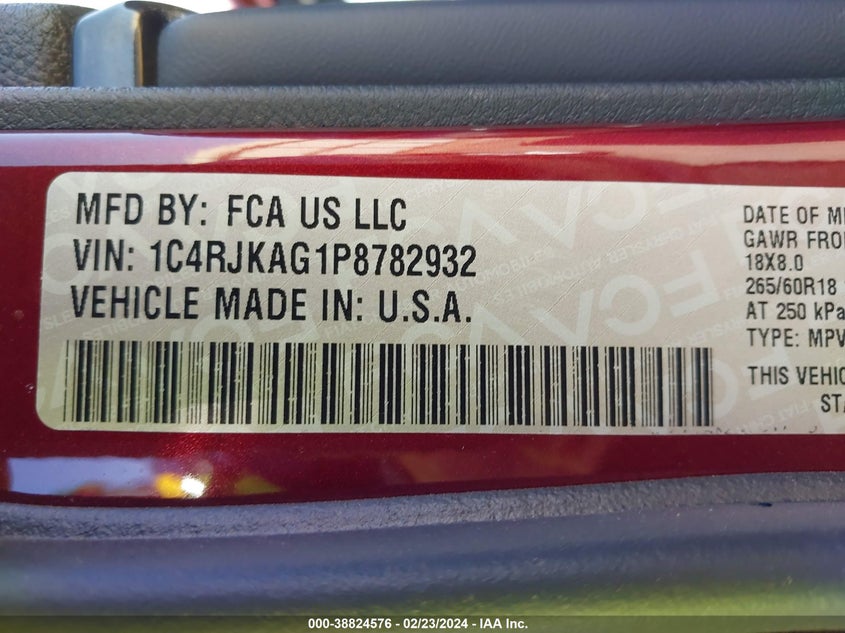 MFD BY: FCA US LLC
VIN: 1C4RJKAG1P8782932
VEHICLE MADE IN: U.S.A.
DATE OF M
GAWR FRO
18X8.0
265/60R18
AT 250 kPa
TYPE: MPV
THIS VEHIC
STA
000-38824576 - 02/23/2024 - IAA Inc.